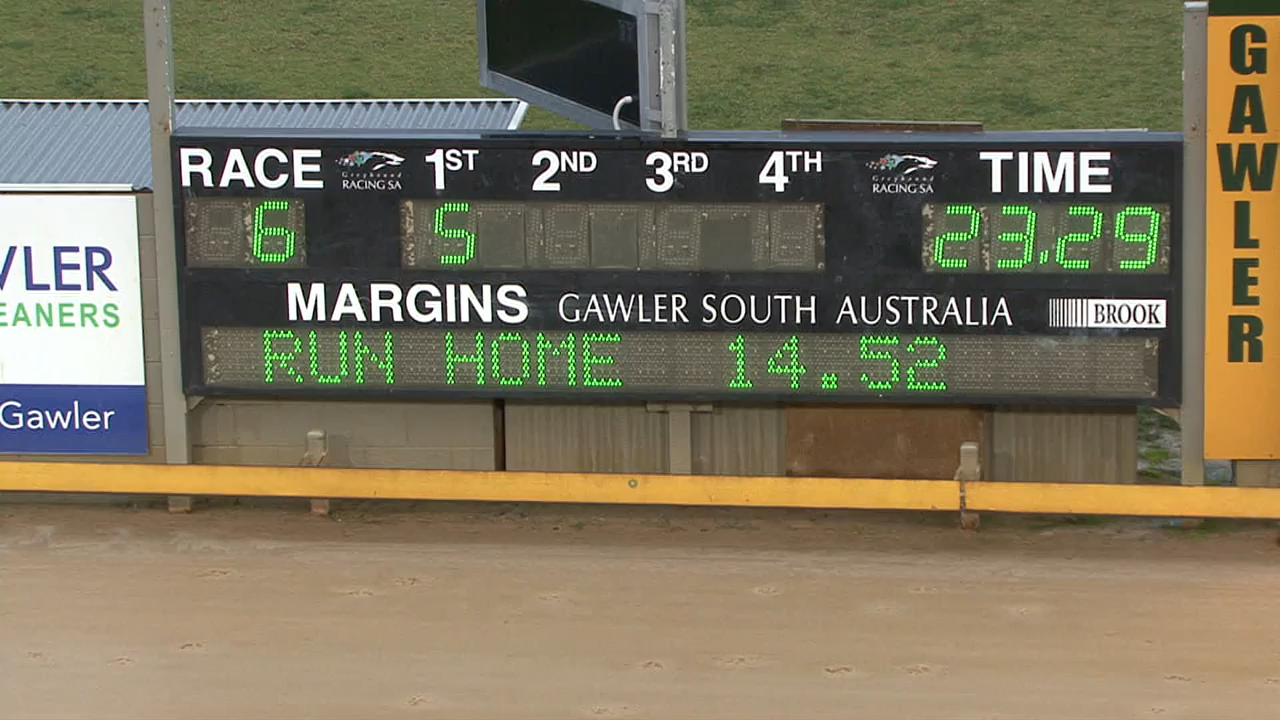 RACE Greyhound RACING SA 1ST 2ND 3RD 4TH Greyhound RACING SA TIME
6 5 23.29
MARGINS GAWLER SOUTH AUSTRALIA BROOK
RUN HOME 14.52
VLER
EANERS
Gawler
GAWLER